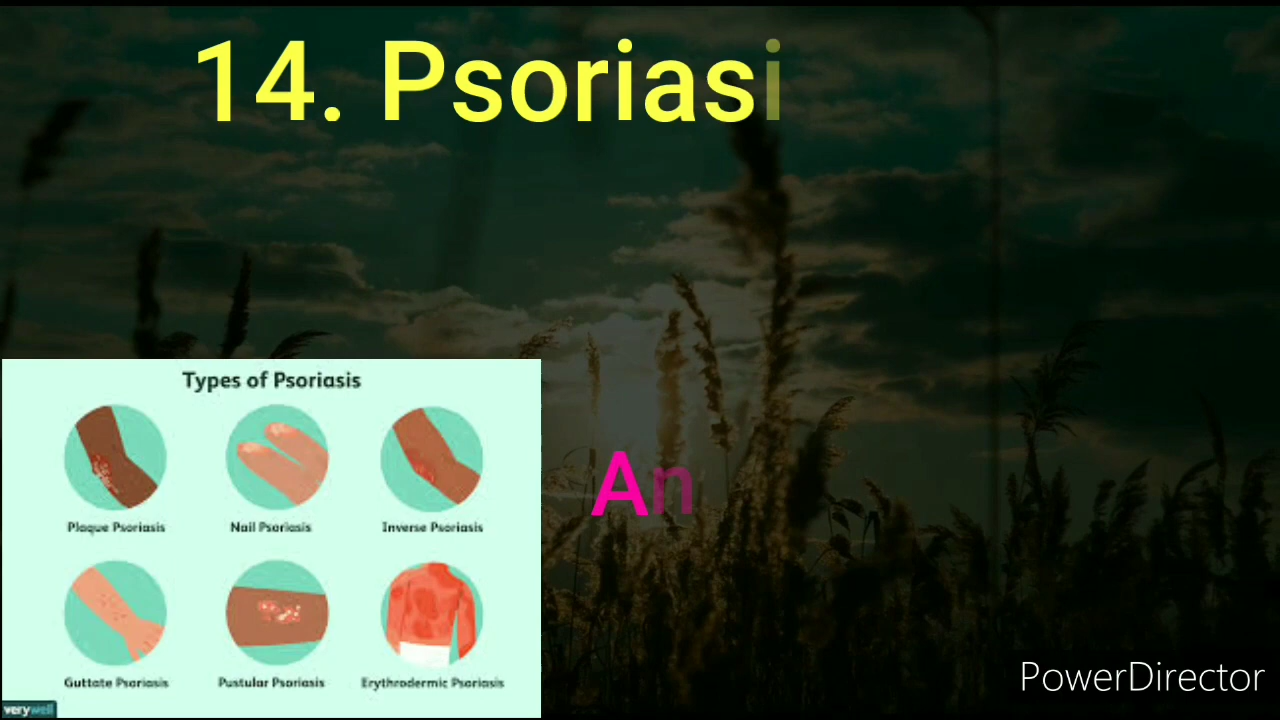 14. Psoriasi
Types of Psoriasis
Plaque Psoriasis
Nail Psoriasis
Inverse Psoriasis
An
Guttate Psoriasis
Pustular Psoriasis
Erythrodermic Psoriasis
PowerDirector
verywell